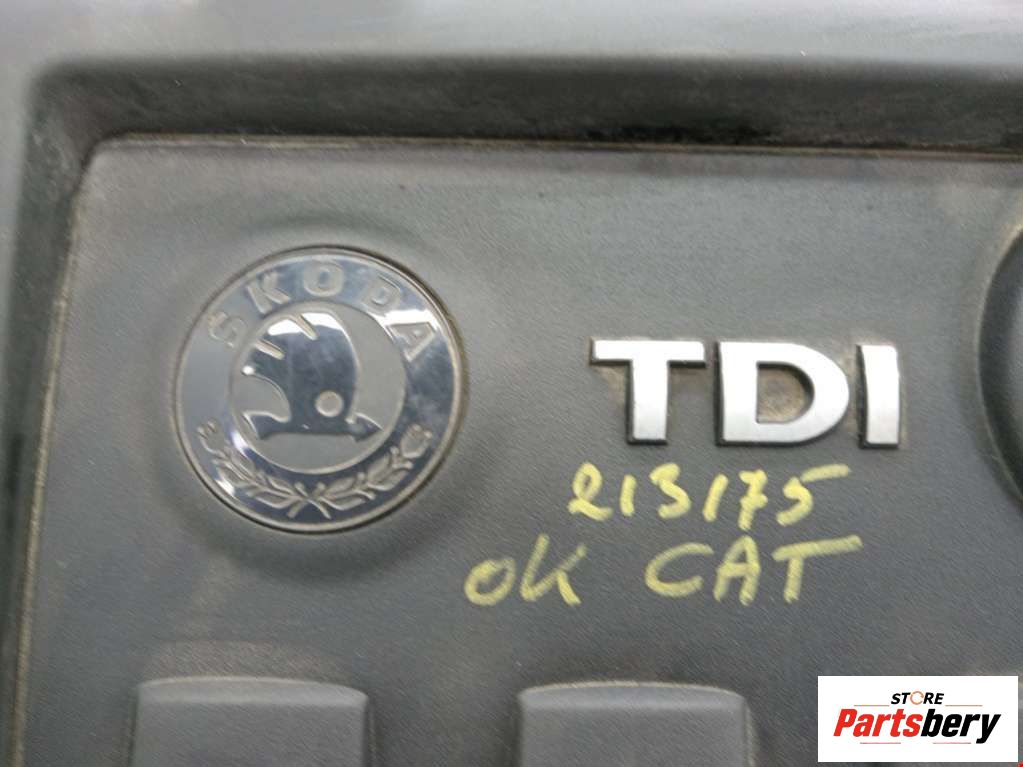 SKODA
TDI
213175
OK CAT
STORE
Partsbery